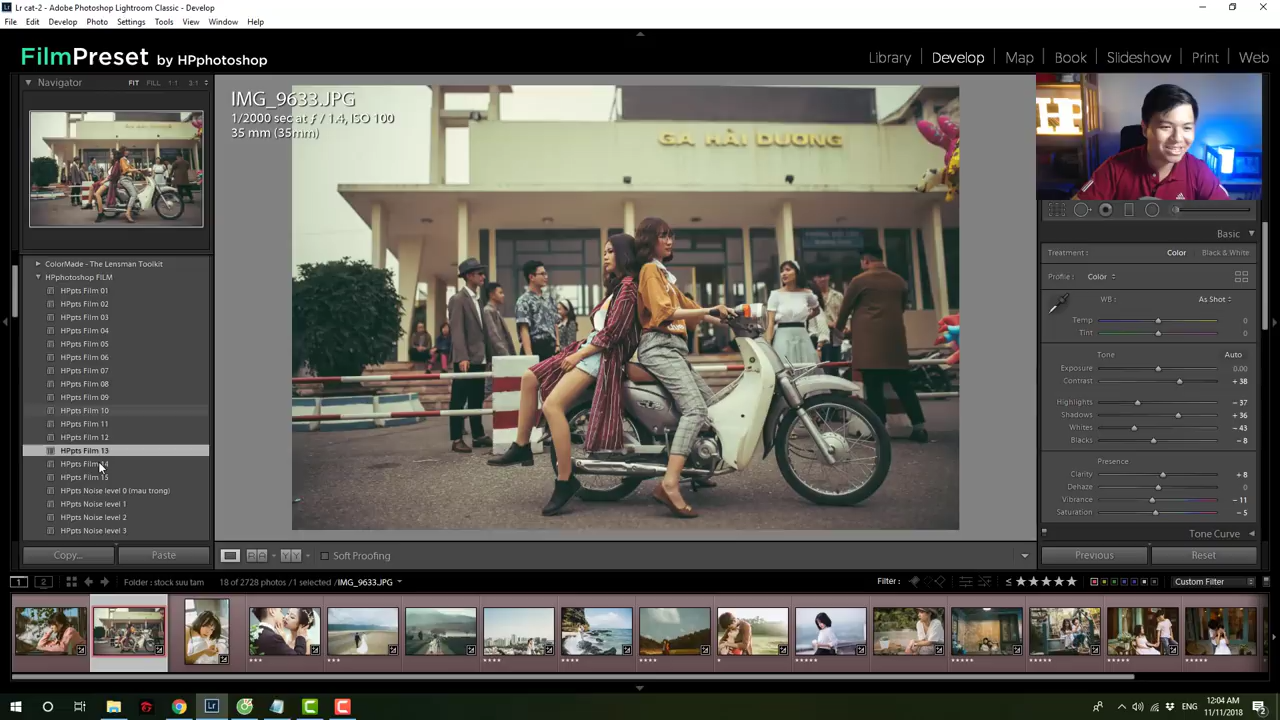 Lr cat-2 - Adobe Photoshop Lightroom Classic - Develop
File Edit Develop Photo Settings Tools View Window Help
FilmPreset by HPphotoshop
Library Develop Map Book Slideshow Print Web
Navigator FIT FILL 1:1 3:1
IMG_9633.JPG
1/2000 sec at ƒ / 1.4, ISO 100
35 mm (35mm)
GA HẢI DƯƠNG
ColorMade - The Lensman Toolkit
HPphotoshop FILM
HPpts Film 01
HPpts Film 02
HPpts Film 03
HPpts Film 04
HPpts Film 05
HPpts Film 06
HPpts Film 07
HPpts Film 08
HPpts Film 09
HPpts Film 10
HPpts Film 11
HPpts Film 12
HPpts Film 13
HPpts Film 14
HPpts Film 15
HPpts Noise level 0 (mau trong)
HPpts Noise level 1
HPpts Noise level 2
HPpts Noise level 3
Copy... Paste
Basic
Treatment: Color Black & White
Profile: Color
WB: As Shot
Temp 0
Tint 0
Tone Auto
Exposure 0.00
Contrast + 38
Highlights - 37
Shadows + 36
Whites - 43
Blacks - 8
Presence
Clarity + 8
Dehaze 0
Vibrance - 11
Saturation - 5
Tone Curve
Previous Reset
Soft Proofing
1 2 Folder : stock suu tam 18 of 2728 photos /1 selected /IMG_9633.JPG Filter : Custom Filter
ENG
12:04 AM
11/11/2018
2